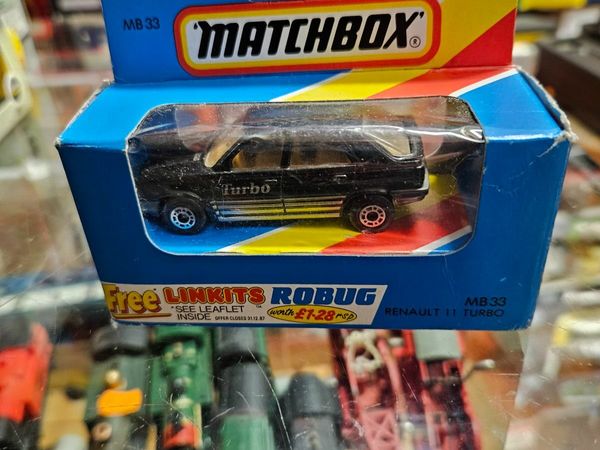 MB 33
'MATCHBOX'®
Turbo
Free LINKITS™ ROBUG
"SEE LEAFLET INSIDE OFFER CLOSES 31.12.87
worth £1·28 rsp
MB 33
RENAULT 11 TURBO